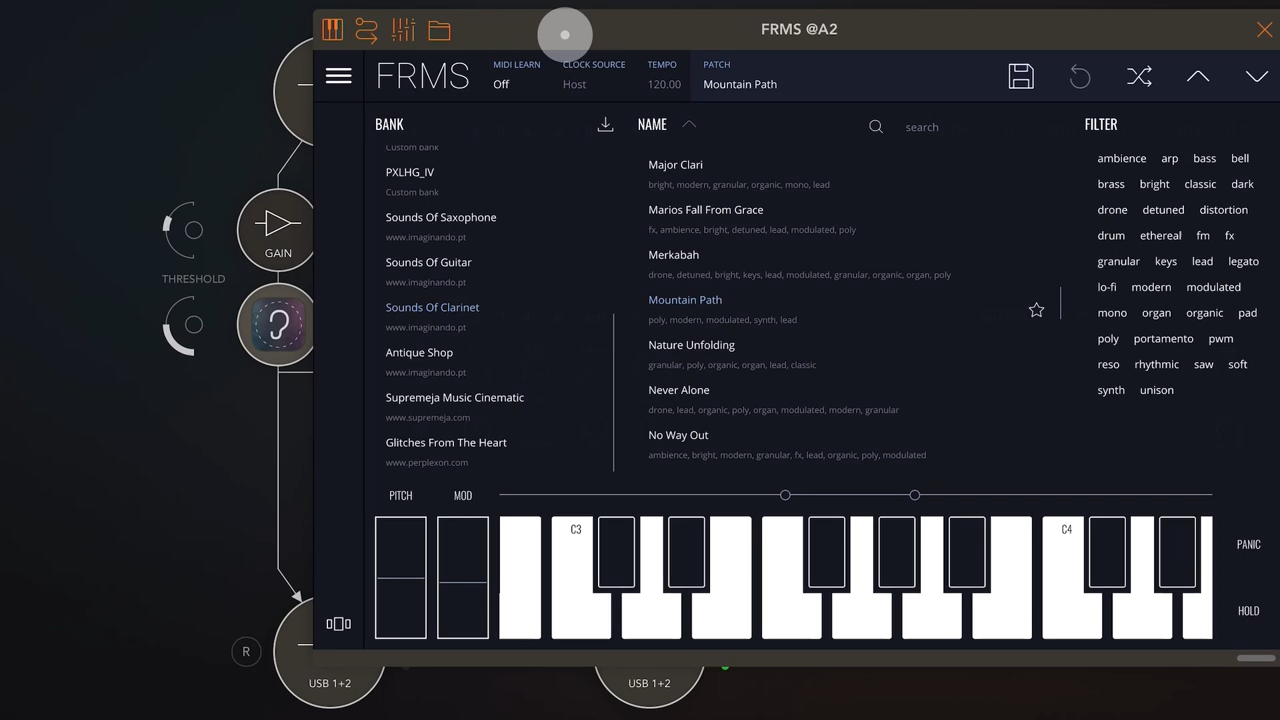 FRMS @A2
FRMS
MIDI LEARN
Off
CLOCK SOURCE
Host
TEMPO
120.00
PATCH
Mountain Path
BANK
Custom bank
PXLHG_IV
Custom bank
Sounds Of Saxophone
www.imaginando.pt
Sounds Of Guitar
www.imaginando.pt
Sounds Of Clarinet
www.imaginando.pt
Antique Shop
www.imaginando.pt
Supremeja Music Cinematic
www.supremeja.com
Glitches From The Heart
www.perplexon.com
NAME
search
Major Clari
bright, modern, granular, organic, mono, lead
Marios Fall From Grace
fx, ambience, bright, detuned, lead, modulated, poly
Merkabah
drone, detuned, bright, keys, lead, modulated, granular, organic, organ, poly
Mountain Path
poly, modern, modulated, synth, lead
Nature Unfolding
granular, poly, organic, organ, lead, classic
Never Alone
drone, lead, organic, poly, organ, modulated, modern, granular
No Way Out
ambience, bright, modern, granular, fx, lead, organic, poly, modulated
FILTER
ambience arp bass bell
brass bright classic dark
drone detuned distortion
drum ethereal fm fx
granular keys lead legato
lo-fi modern modulated
mono organ organic pad
poly portamento pwm
reso rhythmic saw soft
synth unison
GAIN
THRESHOLD
PITCH
MOD
C3
C4
PANIC
HOLD
R
USB 1+2
USB 1+2